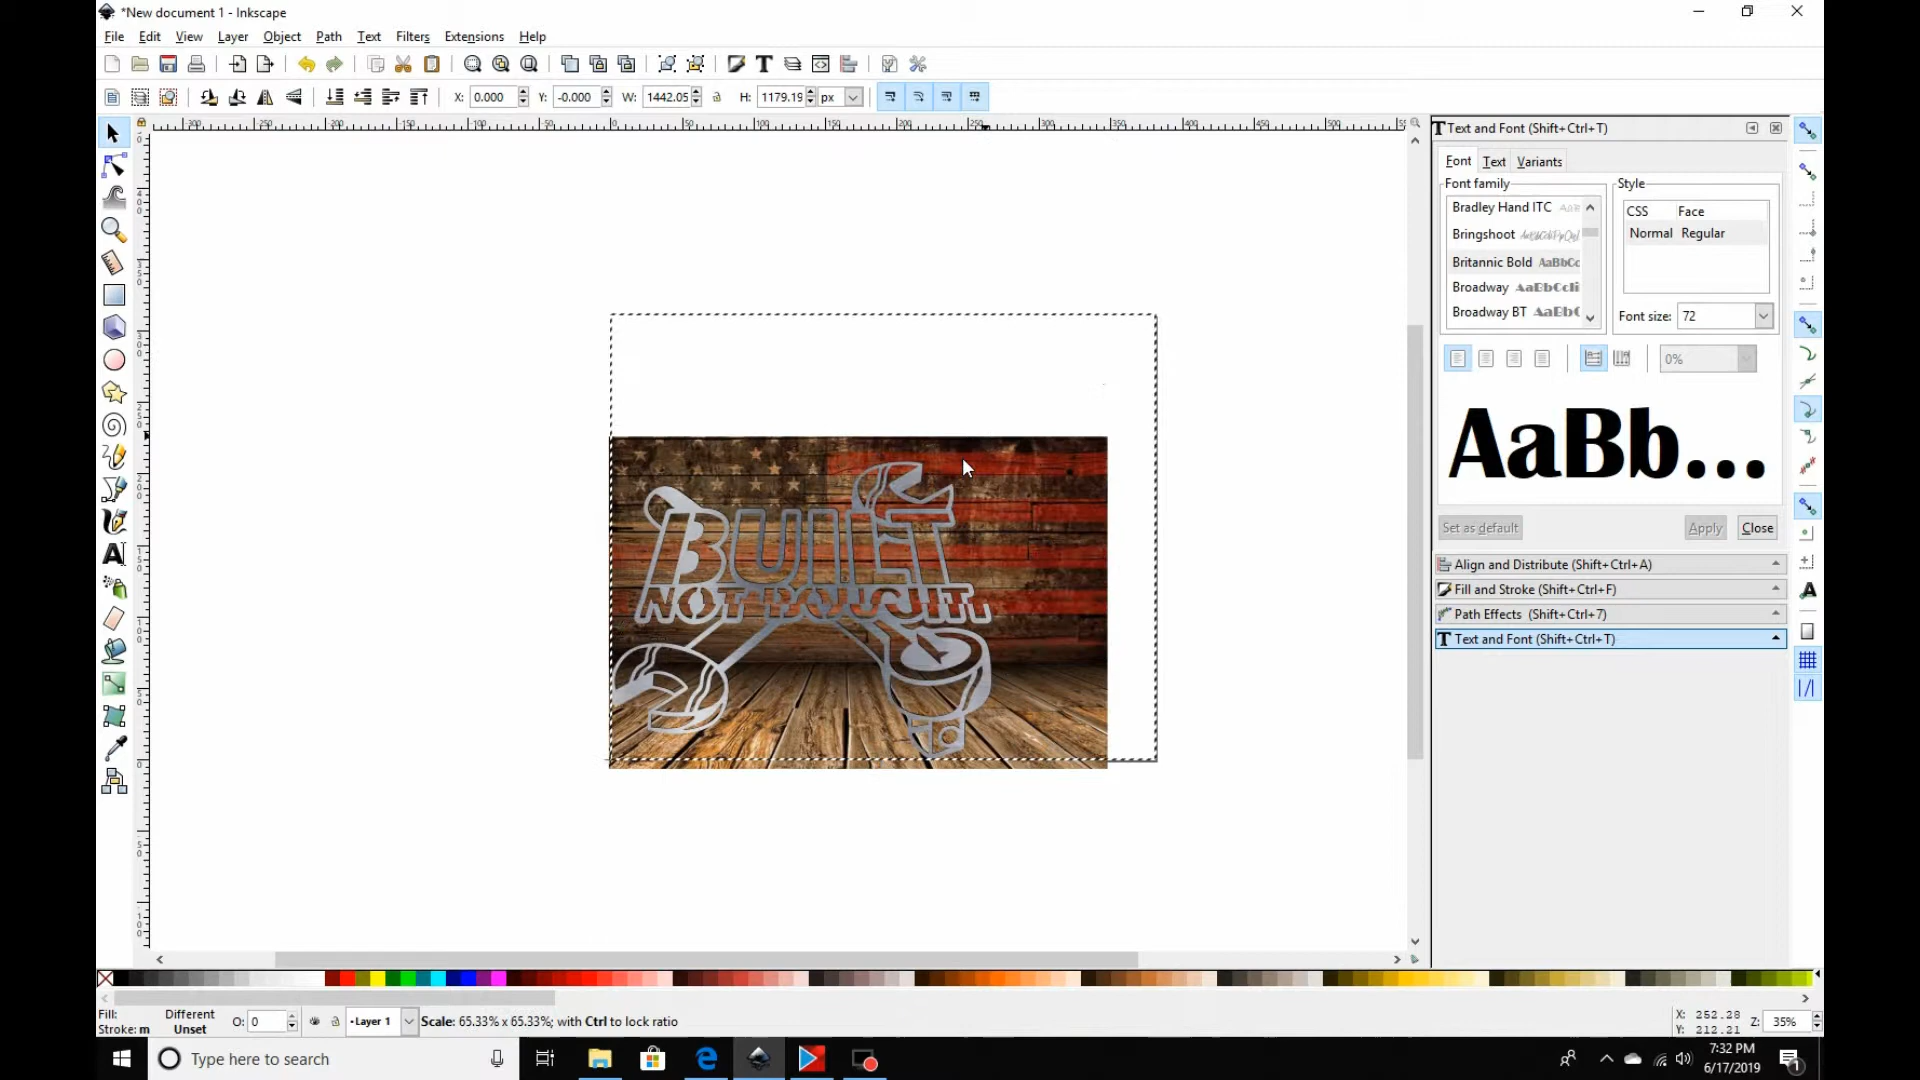 *New document 1 - Inkscape
File Edit View Layer Object Path Text Filters Extensions Help
X: 0.000 Y: -0.000 W: 1442.05 H: 1179.19 px
Text and Font (Shift+Ctrl+T)
Font Text Variants
Font family Style
Bradley Hand ITC
CSS Face
Bringshoot
Normal Regular
Britannic Bold AaBbCc
Broadway AaBbCcIi
Broadway BT AaBbC
Font size: 72
0%
AaBb...
Set as default Apply Close
Align and Distribute (Shift+Ctrl+A)
Fill and Stroke (Shift+Ctrl+F)
Path Effects (Shift+Ctrl+7)
Text and Font (Shift+Ctrl+T)
BUILT
NOT BOUGHT.
Fill: Different
Stroke: m Unset
O: 0
Layer 1
Scale: 65.33% x 65.33%; with Ctrl to lock ratio
X: 252.28
Y: 212.21
Z: 35%
Type here to search
7:32 PM
6/17/2019
1